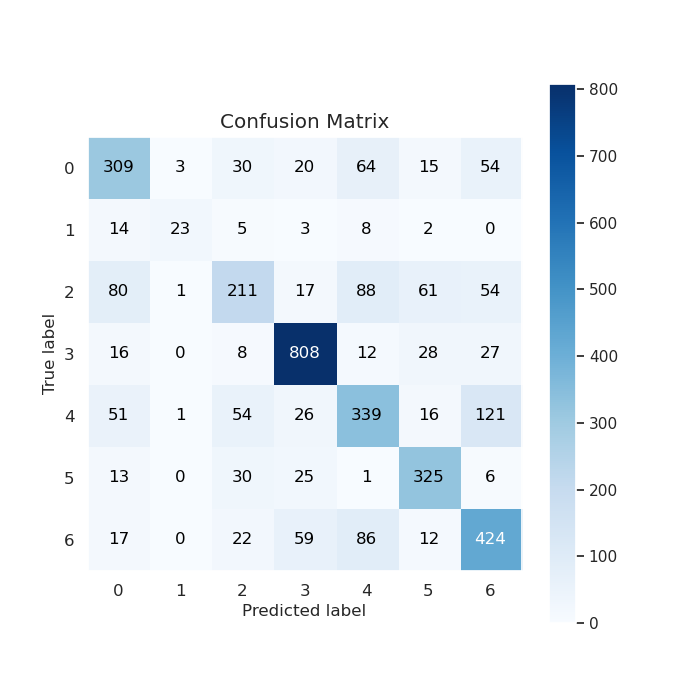 Confusion Matrix
True label
0 309 3 30 20 64 15 54
1 14 23 5 3 8 2 0
2 80 1 211 17 88 61 54
3 16 0 8 808 12 28 27
4 51 1 54 26 339 16 121
5 13 0 30 25 1 325 6
6 17 0 22 59 86 12 424
0 1 2 3 4 5 6
Predicted label
800
700
600
500
400
300
200
100
0